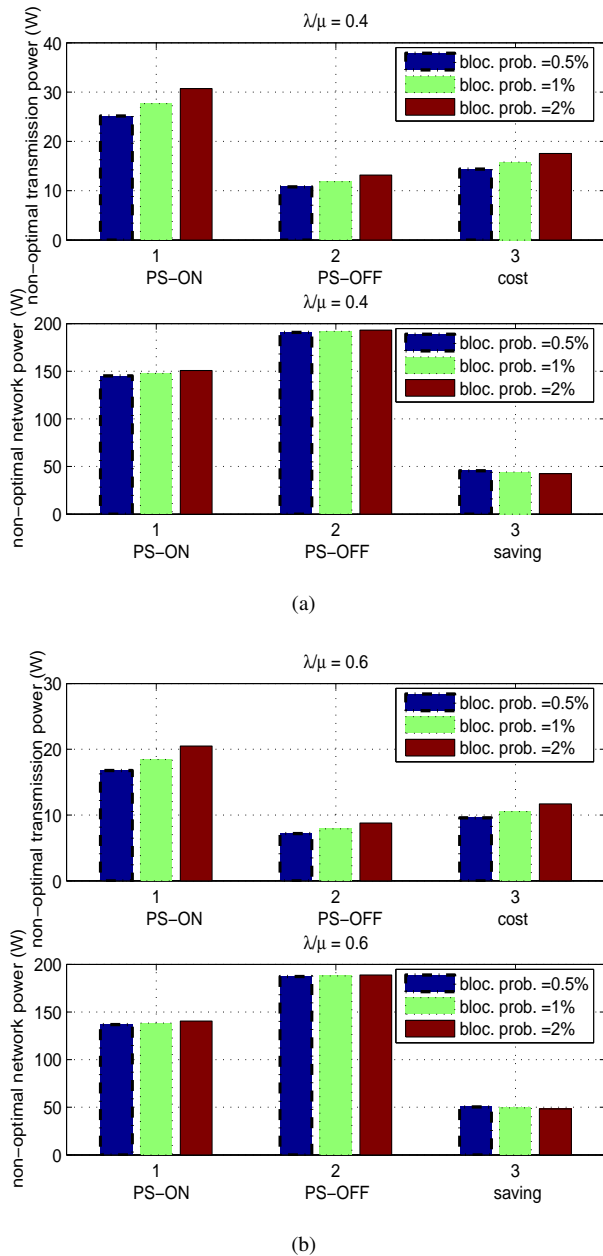 λ/μ = 0.4
non−optimal transmission power (W)
40
30
20
10
0
bloc. prob. =0.5%
bloc. prob. =1%
bloc. prob. =2%
1 2 3
PS−ON PS−OFF cost
λ/μ = 0.4
non−optimal network power (W)
200
150
100
50
0
bloc. prob. =0.5%
bloc. prob. =1%
bloc. prob. =2%
1 2 3
PS−ON PS−OFF saving
(a)
λ/μ = 0.6
non−optimal transmission power (W)
30
20
10
0
bloc. prob. =0.5%
bloc. prob. =1%
bloc. prob. =2%
1 2 3
PS−ON PS−OFF cost
λ/μ = 0.6
non−optimal network power (W)
200
150
100
50
0
bloc. prob. =0.5%
bloc. prob. =1%
bloc. prob. =2%
1 2 3
PS−ON PS−OFF saving
(b)